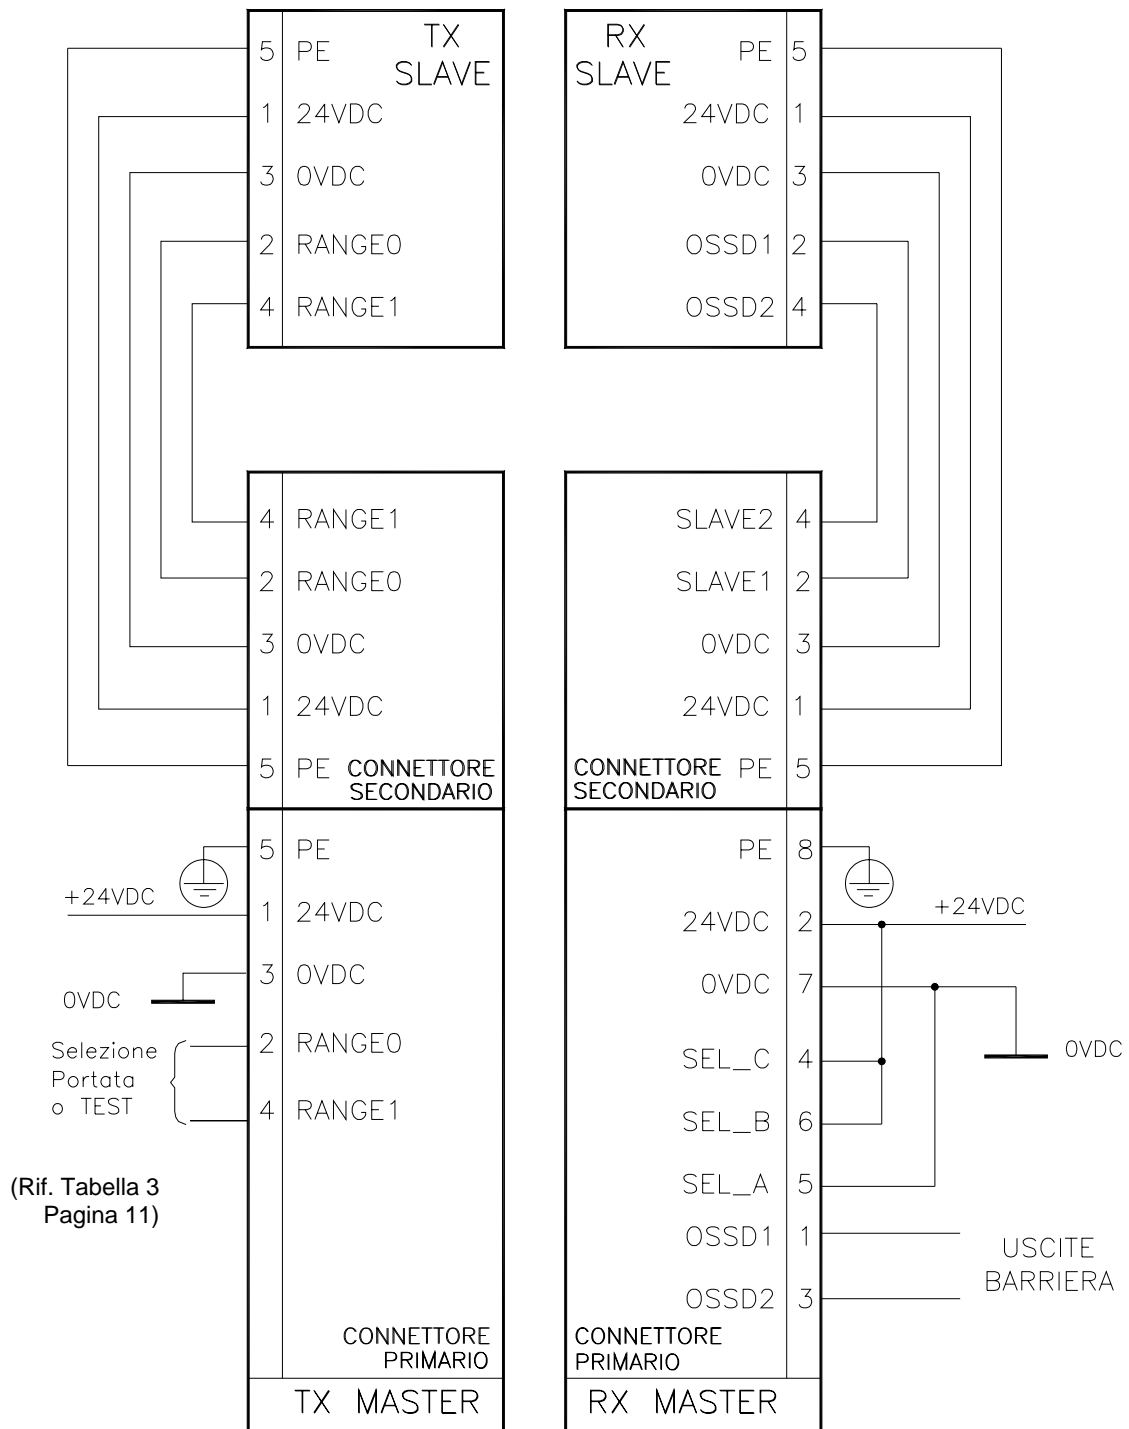 TX
SLAVE
5 PE
1 24VDC
3 0VDC
2 RANGE0
4 RANGE1
RX
SLAVE
PE 5
24VDC 1
0VDC 3
OSSD1 2
OSSD2 4
4 RANGE1
2 RANGE0
3 0VDC
1 24VDC
5 PE
CONNETTORE
SECONDARIO
SLAVE2 4
SLAVE1 2
0VDC 3
24VDC 1
PE 5
CONNETTORE
SECONDARIO
5 PE
+24VDC
1 24VDC
3 0VDC
0VDC
2 RANGE0
4 RANGE1
Selezione
Portata
o TEST
(Rif. Tabella 3
Pagina 11)
CONNETTORE
PRIMARIO
TX MASTER
PE 8
24VDC 2
+24VDC
0VDC 7
0VDC
SEL_C 4
SEL_B 6
SEL_A 5
OSSD1 1
OSSD2 3
USCITE
BARRIERA
CONNETTORE
PRIMARIO
RX MASTER